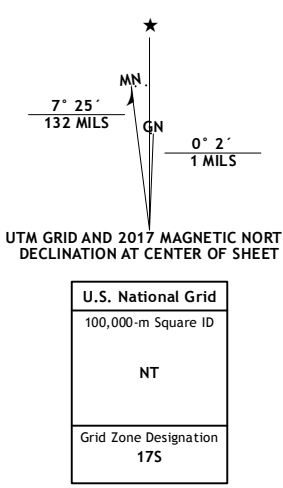 ★
MN
7° 25´
132 MILS
GN
0° 2´
1 MILS
UTM GRID AND 2017 MAGNETIC NORT
DECLINATION AT CENTER OF SHEET
U.S. National Grid
100,000-m Square ID
NT
Grid Zone Designation
17S